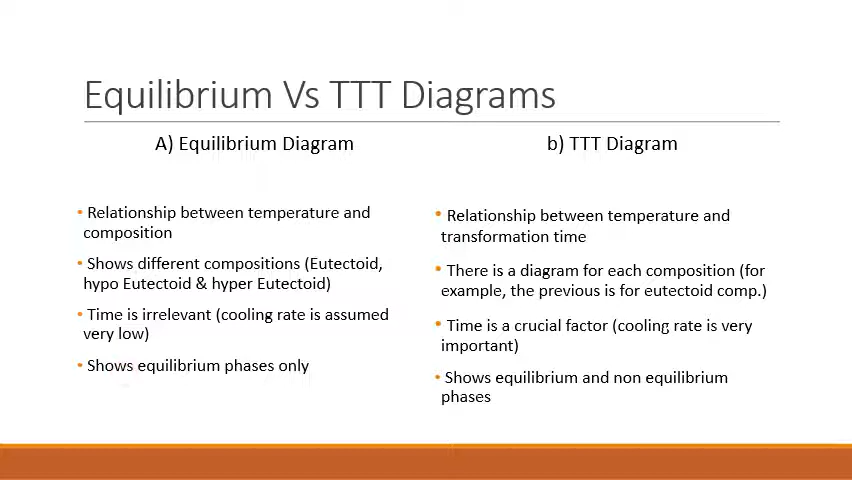 Equilibrium Vs TTT Diagrams
A) Equilibrium Diagram
• Relationship between temperature and
composition
• Shows different compositions (Eutectoid,
hypo Eutectoid & hyper Eutectoid)
• Time is irrelevant (cooling rate is assumed
very low)
• Shows equilibrium phases only
b) TTT Diagram
• Relationship between temperature and
transformation time
• There is a diagram for each composition (for
example, the previous is for eutectoid comp.)
• Time is a crucial factor (cooling rate is very
important)
• Shows equilibrium and non equilibrium
phases